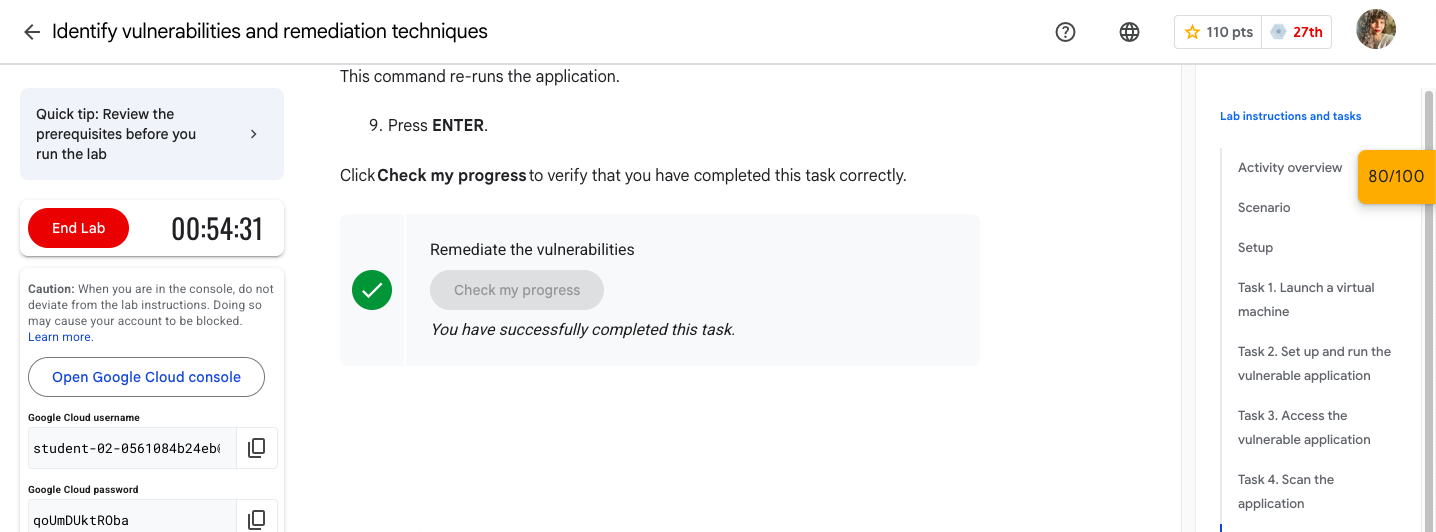 Identify vulnerabilities and remediation techniques
110 pts
27th
Quick tip: Review the
prerequisites before you
run the lab
End Lab
00:54:31
Caution: When you are in the console, do not
deviate from the lab instructions. Doing so
may cause your account to be blocked.
Learn more.
Open Google Cloud console
Google Cloud username
student-02-0561084b24eb
Google Cloud password
qoUmDUktROba
This command re-runs the application.
9. Press ENTER.
Click Check my progress to verify that you have completed this task correctly.
Remediate the vulnerabilities
Check my progress
You have successfully completed this task.
Lab instructions and tasks
Activity overview
80/100
Scenario
Setup
Task 1. Launch a virtual
machine
Task 2. Set up and run the
vulnerable application
Task 3. Access the
vulnerable application
Task 4. Scan the
application